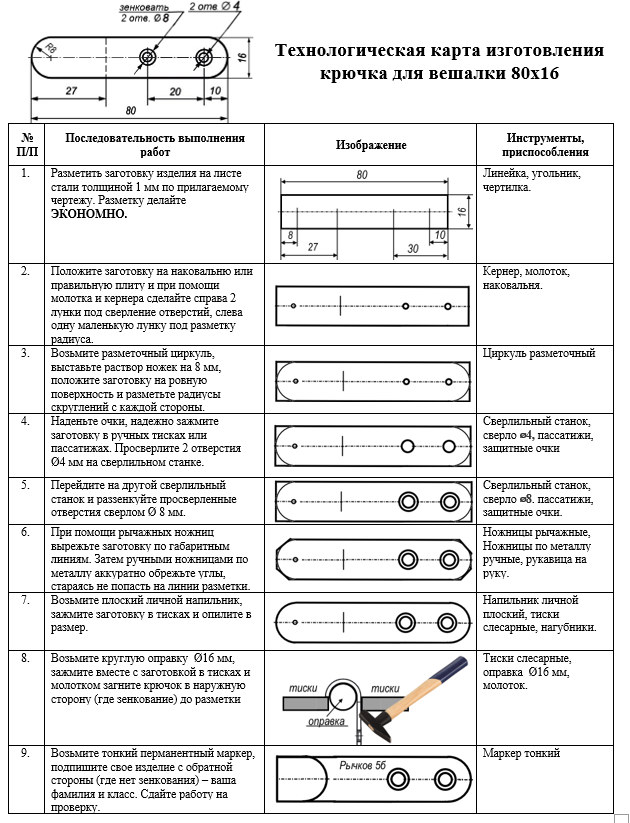 зенковать
2 отв. Ø 8
2 отв. Ø 4
R8
16
27
20
10
80
Технологическая карта изготовления
крючка для вешалки 80х16
№
П/П
Последовательность выполнения
работ
Изображение
Инструменты,
приспособления
1.
Разметить заготовку изделия на листе
стали толщиной 1 мм по прилагаемому
чертежу. Разметку делайте
ЭКОНОМНО.
80
16
8
10
27
30
Линейка, угольник,
чертилка.
2.
Положите заготовку на наковальню или
правильную плиту и при помощи
молотка и кернера сделайте справа 2
лунки под сверление отверстий, слева
одну маленькую лунку под разметку
радиуса.
Кернер, молоток,
наковальня.
3.
Возьмите разметочный циркуль,
выставьте раствор ножек на 8 мм,
положите заготовку на ровную
поверхность и разметьте радиусы
скруглений с каждой стороны.
Циркуль разметочный
4.
Наденьте очки, надежно зажмите
заготовку в ручных тисках или
пассатижах. Просверлите 2 отверстия
Ø4 мм на сверлильном станке.
Сверлильный станок,
сверло ø4, пассатижи,
защитные очки
5.
Перейдите на другой сверлильный
станок и раззенкуйте просверленные
отверстия сверлом Ø 8 мм.
Сверлильный станок,
сверло ø8. пассатижи,
защитные очки.
6.
При помощи рычажных ножниц
вырежьте заготовку по габаритным
линиям. Затем ручными ножницами по
металлу аккуратно обрежьте углы,
стараясь не попасть на линии разметки.
Ножницы рычажные,
Ножницы по металлу
ручные, рукавица на
руку.
7.
Возьмите плоский личной напильник,
зажмите заготовку в тисках и опилите в
размер.
Напильник личной
плоский, тиски
слесарные, нагубники.
8.
Возьмите круглую оправку Ø16 мм,
зажмите вместе с заготовкой в тисках и
молотком загните крючок в наружную
сторону (где зенкование) до разметки
тиски
тиски
оправка
Тиски слесарные,
оправка Ø16 мм,
молоток.
9.
Возьмите тонкий перманентный маркер,
подпишите свое изделие с обратной
стороны (где нет зенкования) – ваша
фамилия и класс. Сдайте работу на
проверку.
Рычков 5б
Маркер тонкий